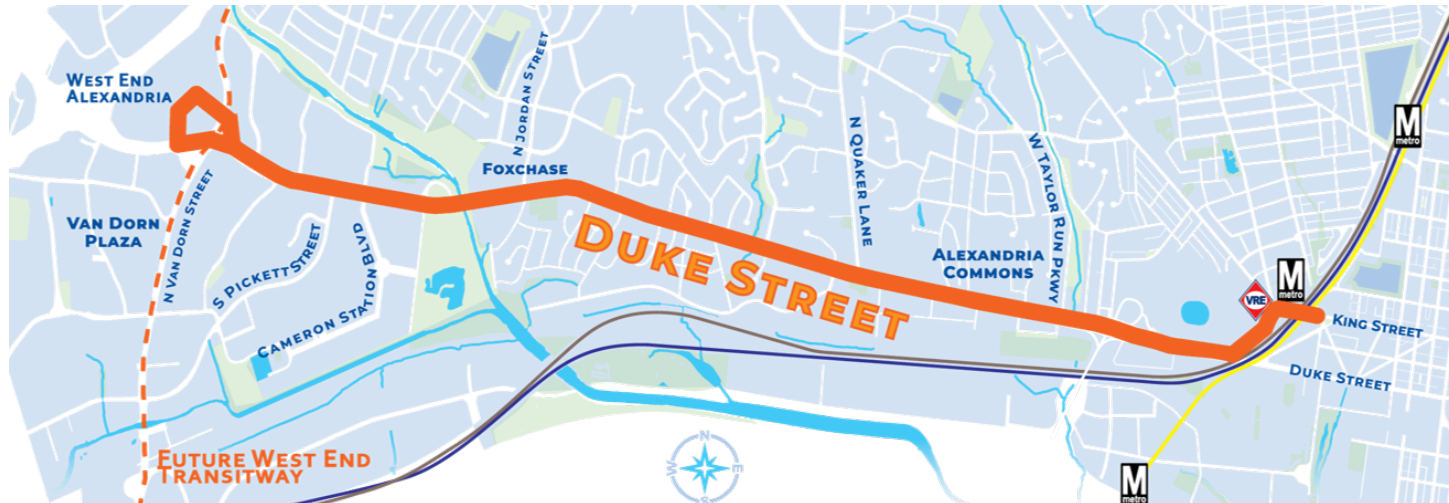 West End
Alexandria
N Jordan Street
Foxchase
N Quaker Lane
W Taylor Run Pkwy
M
metro
Van Dorn
Plaza
N Van Dorn Street
S Pickett Street
Cameron Station Blvd
Duke Street
Alexandria
Commons
VRE
M
metro
King Street
Duke Street
Future West End
Transitway
N
W
E
S
M
metro